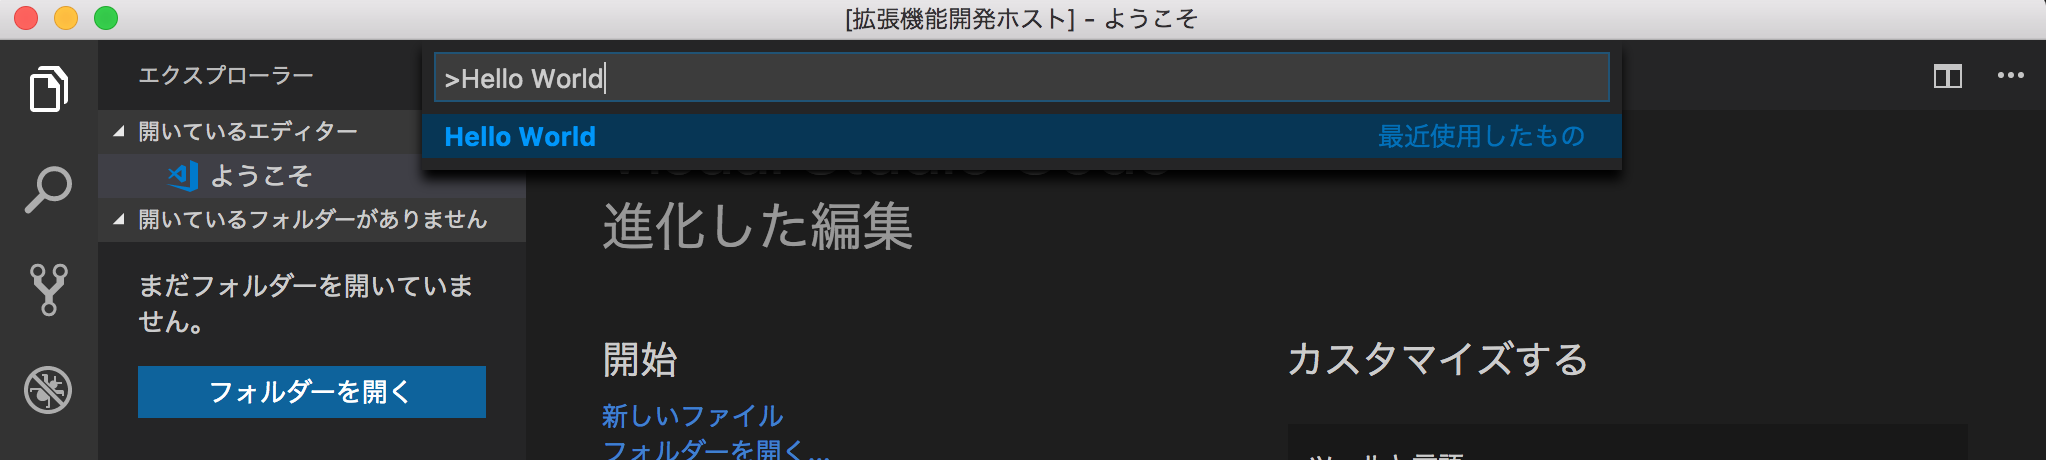 [拡張機能開発ホスト] - ようこそ
エクスプローラー
>Hello World
Hello World 最近使用したもの
開いているエディター
ようこそ
開いているフォルダーがありません
まだフォルダーを開いていま
せん。
フォルダーを開く
進化した編集
開始
新しいファイル
フォルダーを開く...
カスタマイズする